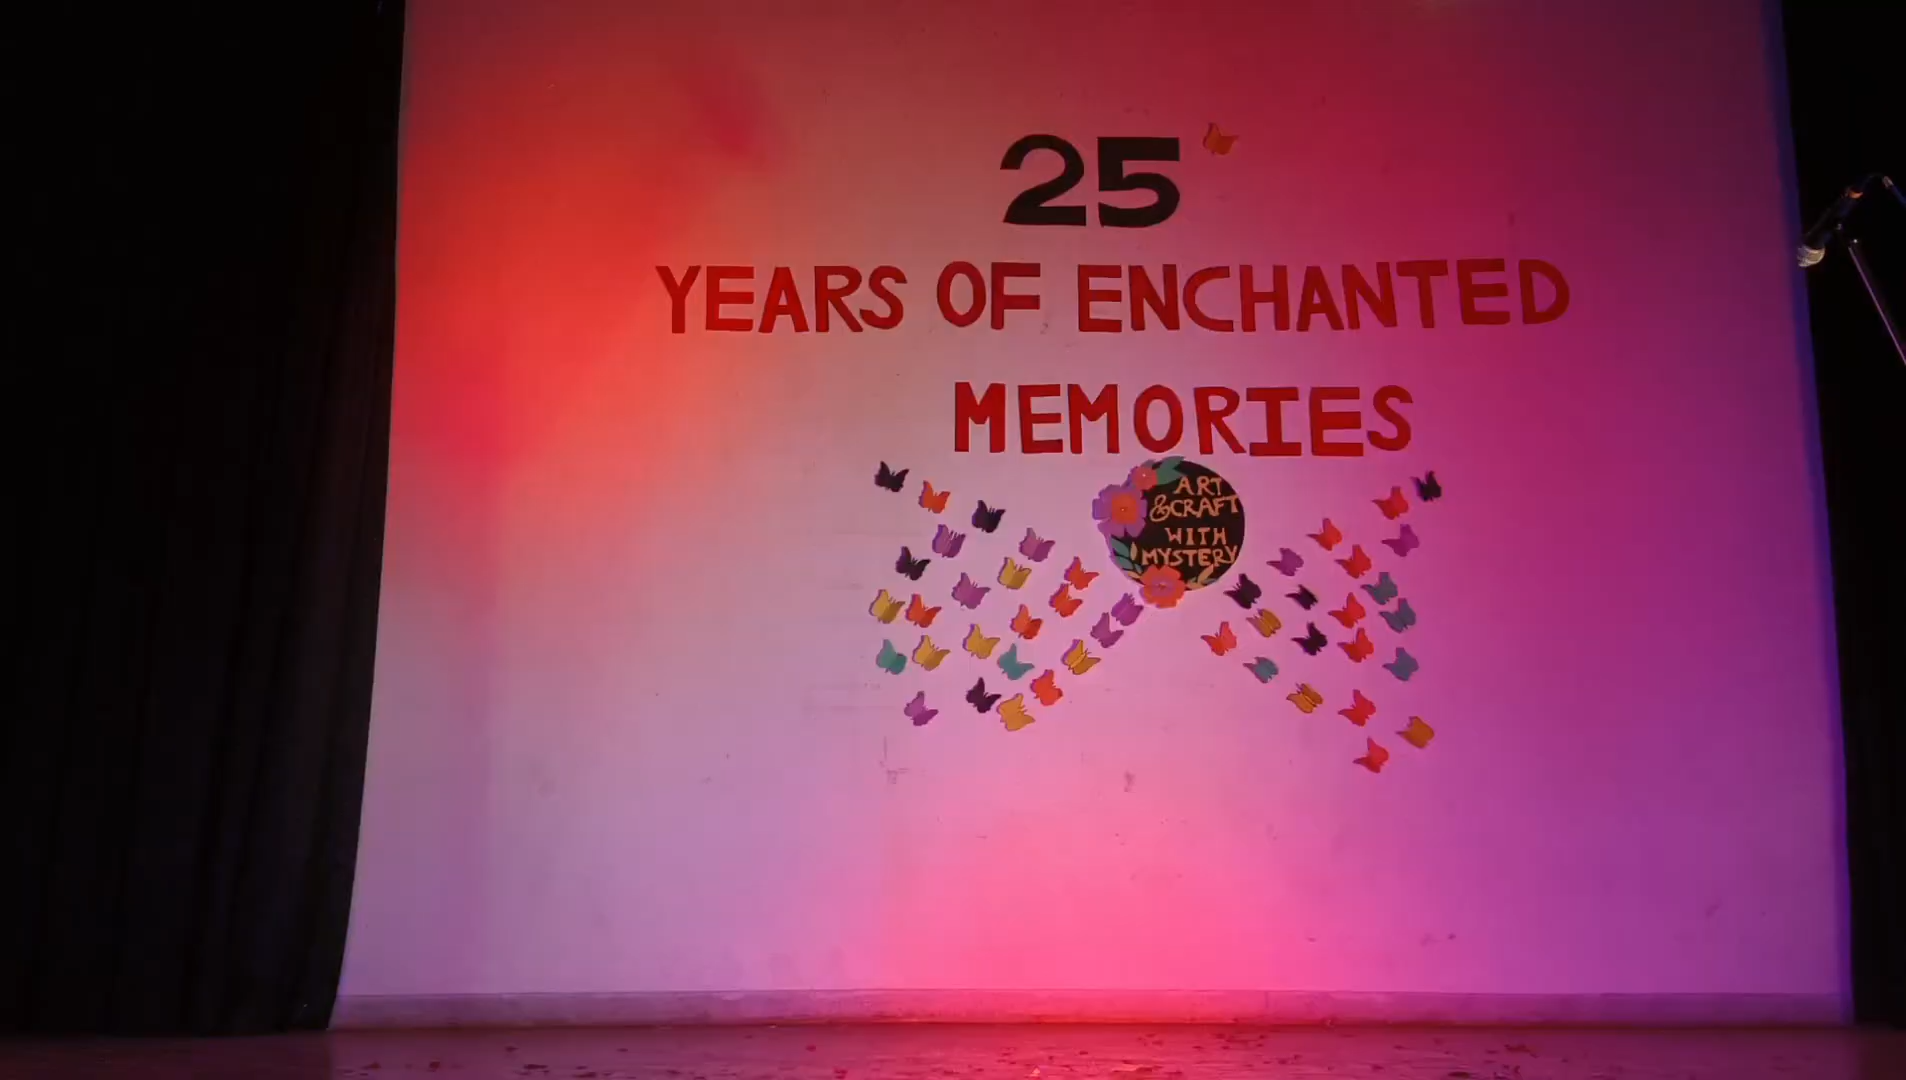 25
YEARS OF ENCHANTED
MEMORIES
ART
&CRAFT
WITH
MYSTERY